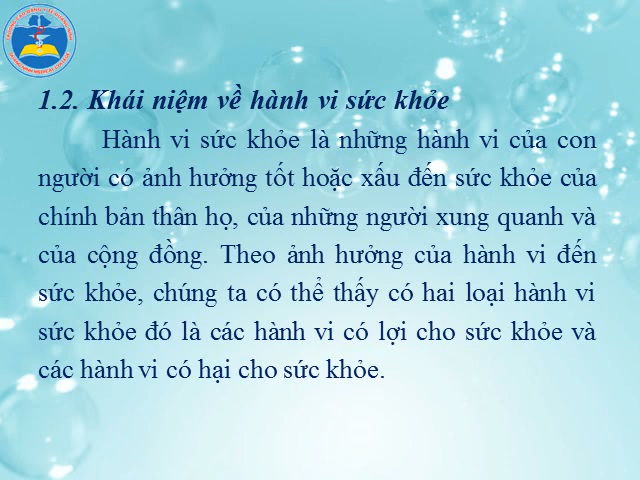 1.2. Khái niệm về hành vi sức khỏe
Hành vi sức khỏe là những hành vi của con
người có ảnh hưởng tốt hoặc xấu đến sức khỏe của
chính bản thân họ, của những người xung quanh và
của cộng đồng. Theo ảnh hưởng của hành vi đến
sức khỏe, chúng ta có thể thấy có hai loại hành vi
sức khỏe đó là các hành vi có lợi cho sức khỏe và
các hành vi có hại cho sức khỏe.